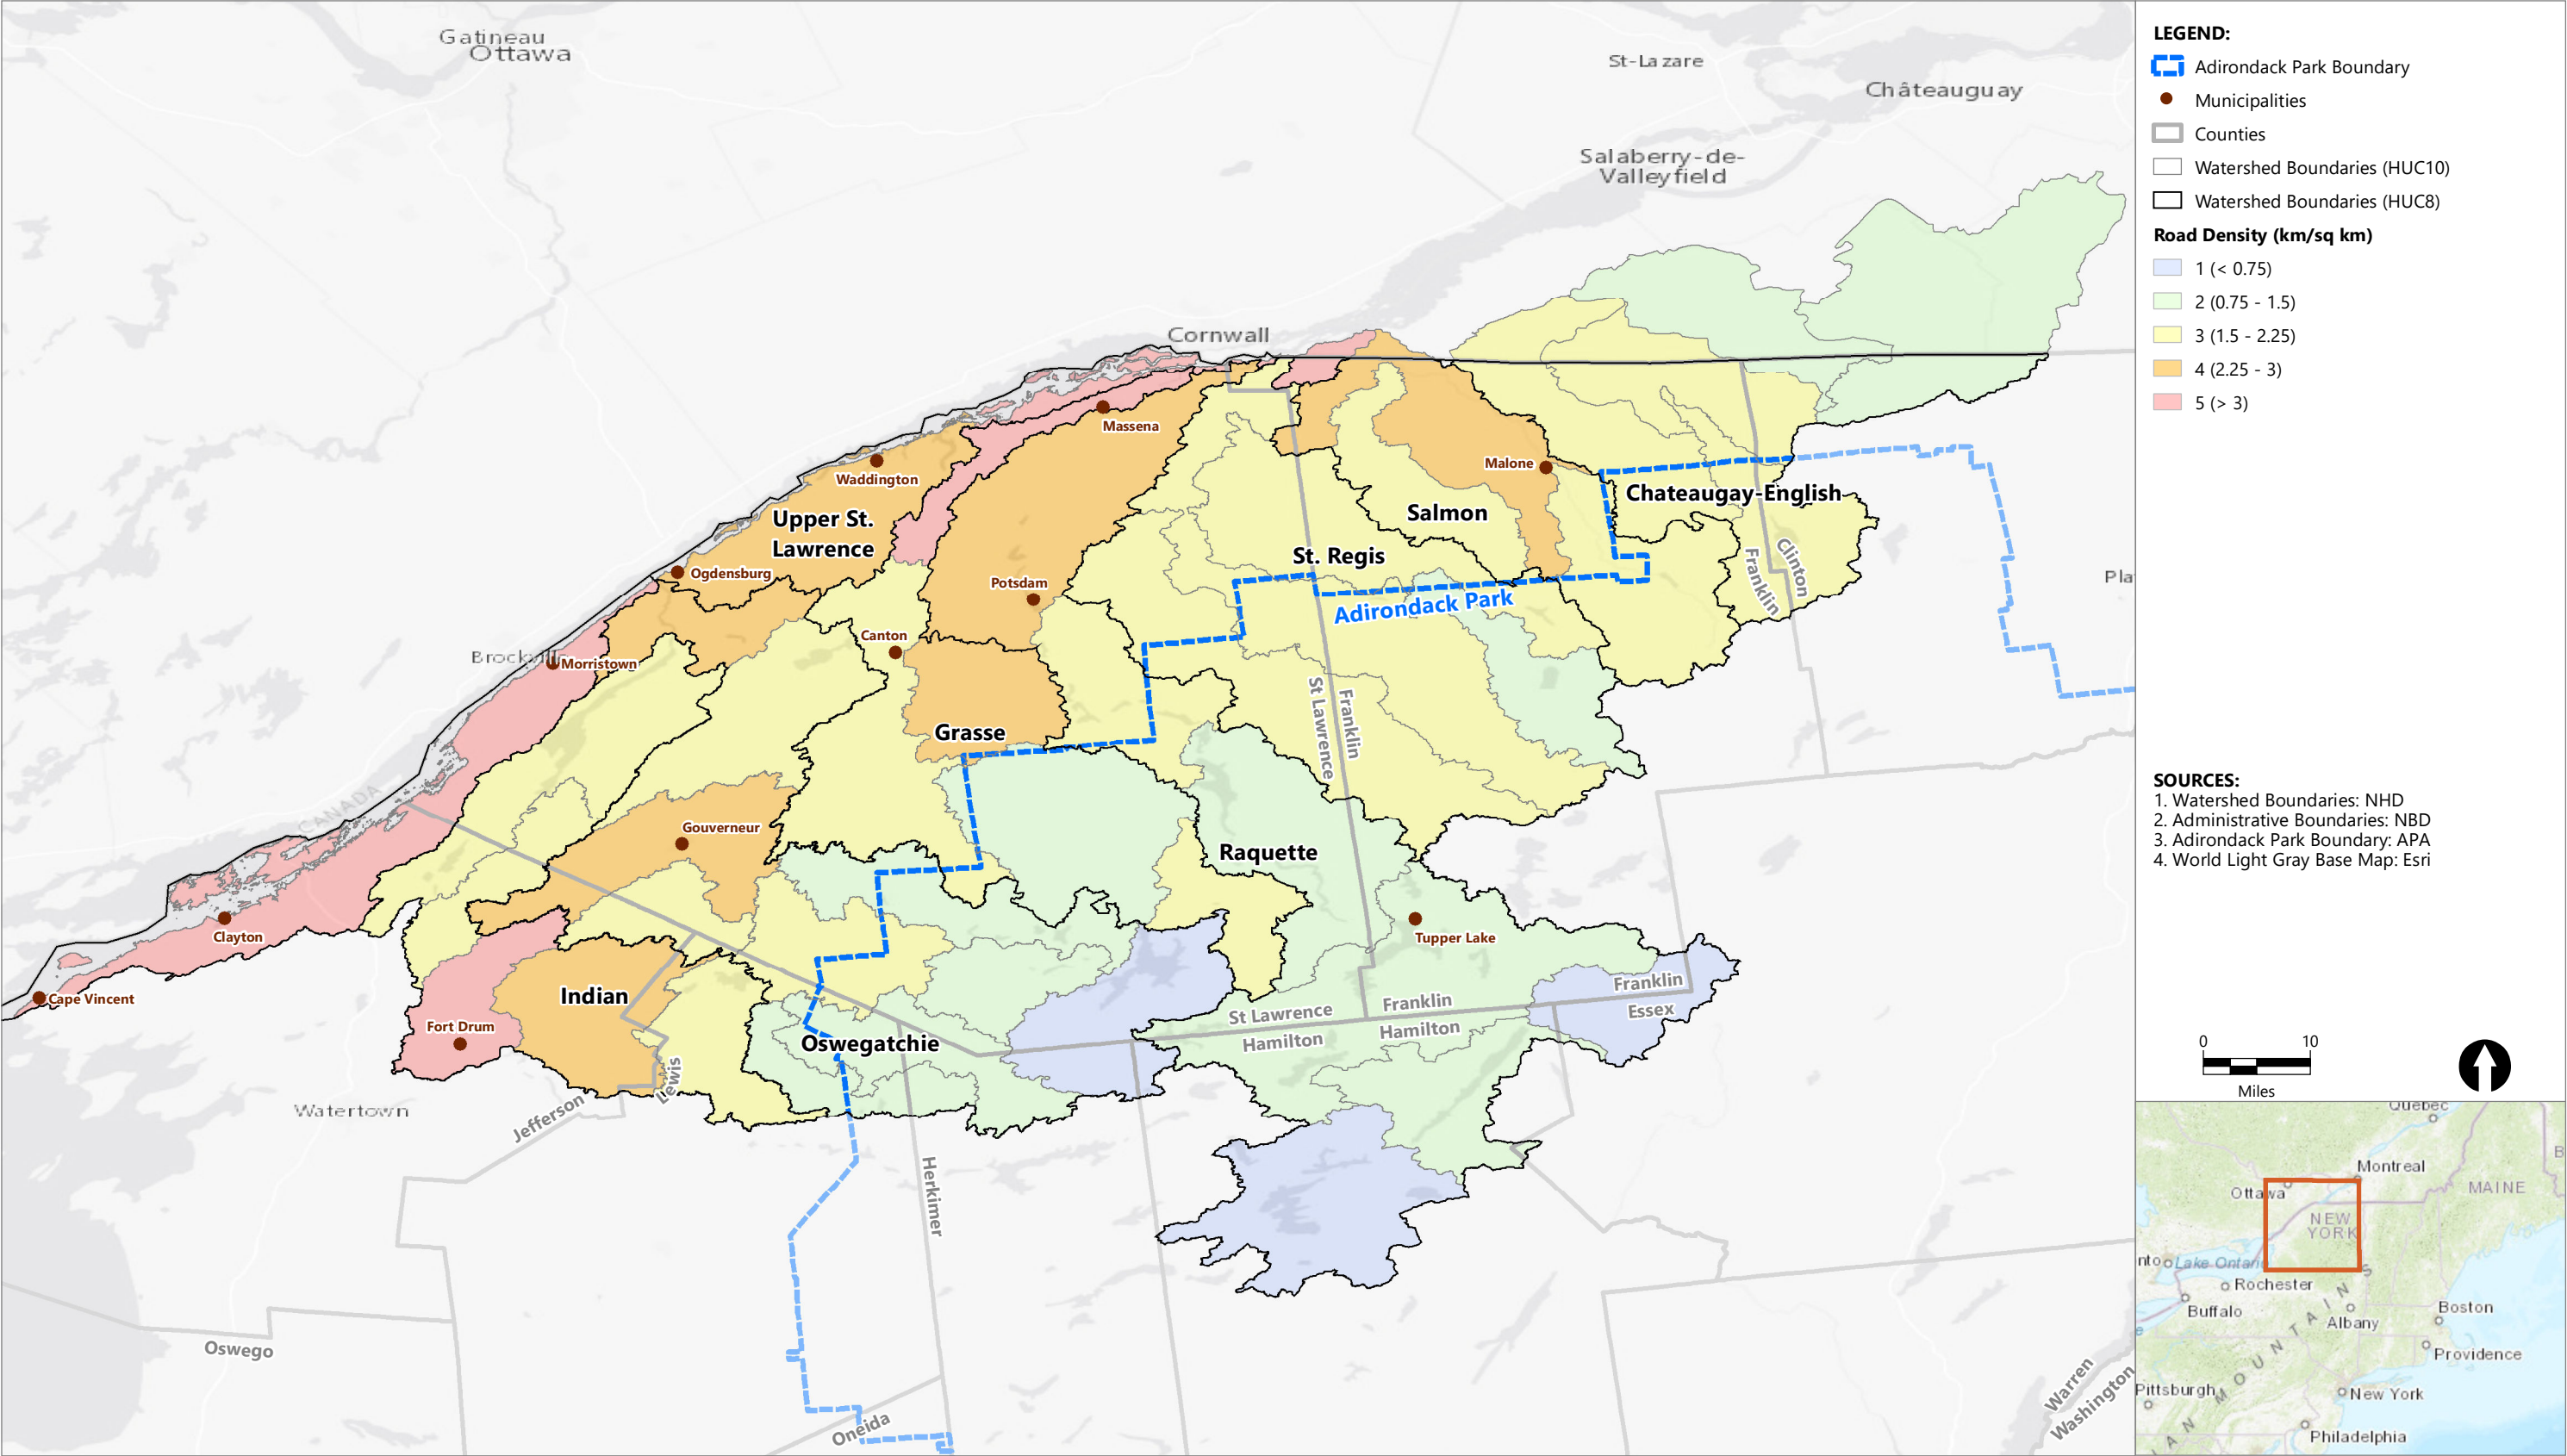 Gatineau
Ottawa
St-Lazare
Châteauguay
Salaberry-de-
Valleyfield
Cornwall
Massena
Waddington
Malone
Chateaugay-English
Upper St.
Lawrence
Salmon
St. Regis
Ogdensburg
Potsdam
Franklin
Clinton
Pla
Adirondack Park
Canton
Morristown
St Lawrence
Franklin
Grasse
CANADA
Gouverneur
Raquette
Clayton
Tupper Lake
Cape Vincent
Indian
Franklin
Franklin
St Lawrence
Essex
Fort Drum
Hamilton
Hamilton
Oswegatchie
Lewis
Watertown
Jefferson
Herkimer
Oswego
Oneida
Warren
Washington
LEGEND:
Adirondack Park Boundary
Municipalities
Counties
Watershed Boundaries (HUC10)
Watershed Boundaries (HUC8)
Road Density (km/sq km)
1 (< 0.75)
2 (0.75 - 1.5)
3 (1.5 - 2.25)
4 (2.25 - 3)
5 (> 3)
SOURCES:
1. Watershed Boundaries: NHD
2. Administrative Boundaries: NBD
3. Adirondack Park Boundary: APA
4. World Light Gray Base Map: Esri
0 10
Miles
Québec
Montreal
Ottawa
MAINE
NEW
YORK
nto
Lake Ontari
Rochester
Buffalo
Boston
Albany
Providence
MOUNTAINS
Pittsburgh
New York
Philadelphia